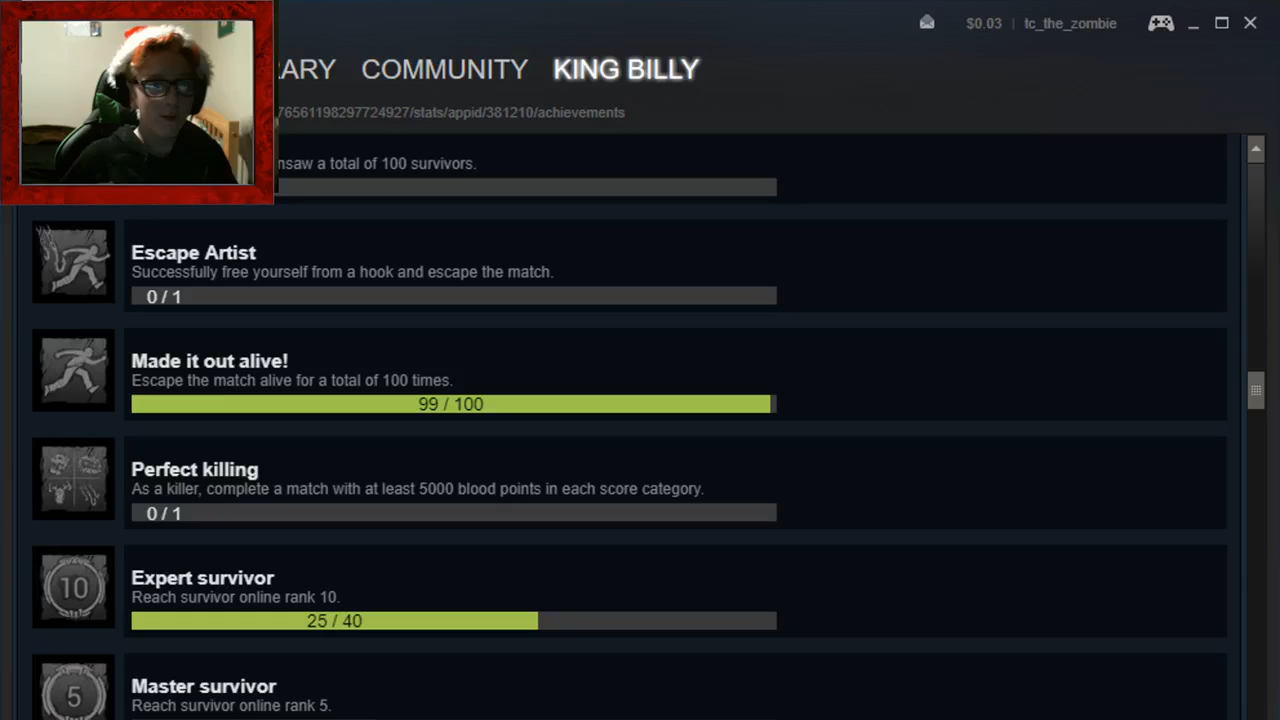 $0.03 | tc_the_zombie
RARY COMMUNITY KING BILLY
76561198297724927/stats/appid/381210/achievements
nsaw a total of 100 survivors.
Escape Artist
Successfully free yourself from a hook and escape the match.
0 / 1
Made it out alive!
Escape the match alive for a total of 100 times.
99 / 100
Perfect killing
As a killer, complete a match with at least 5000 blood points in each score category.
0 / 1
10
Expert survivor
Reach survivor online rank 10.
25 / 40
5
Master survivor
Reach survivor online rank 5.